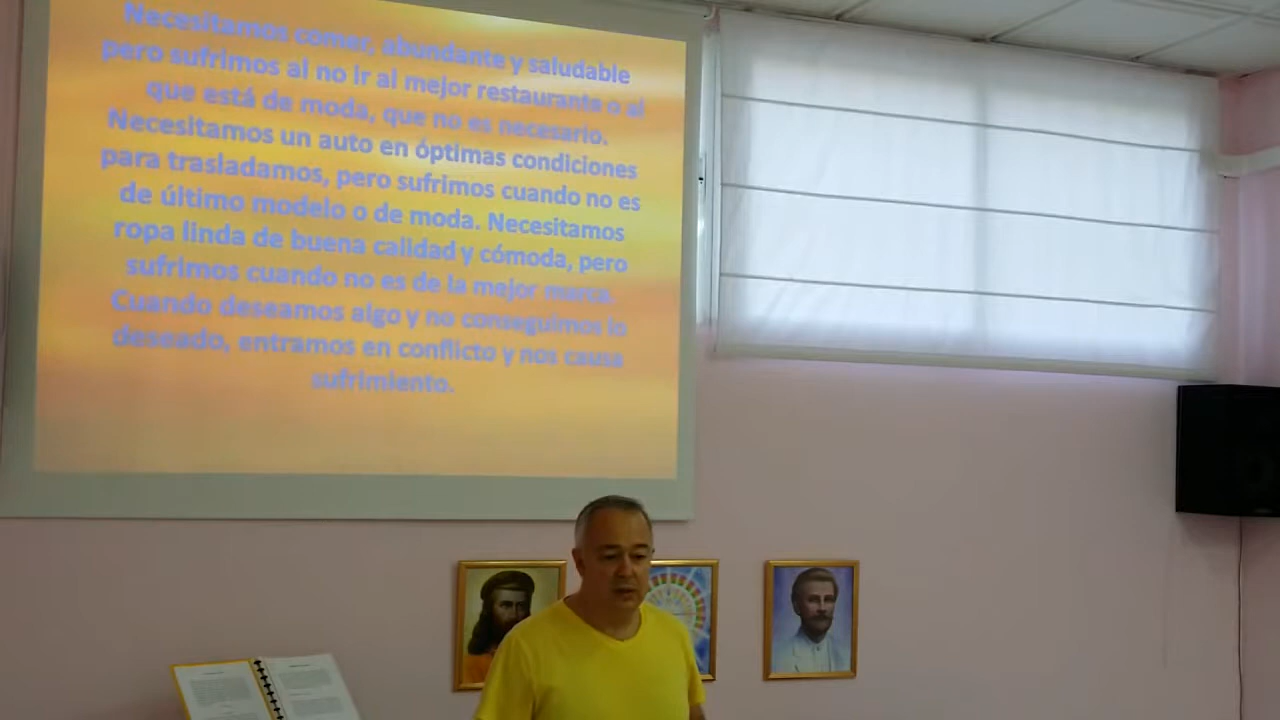 Necesitamos comer, abundante y saludable
pero sufrimos al no ir al mejor restaurante o al
que está de moda, que no es necesario.
Necesitamos un auto en óptimas condiciones
para trasladarnos, pero sufrimos cuando no es
de último modelo o de moda. Necesitamos
ropa linda de buena calidad y cómoda, pero
sufrimos cuando no es de la mejor marca.
Cuando deseamos algo y no conseguimos lo
deseado, entramos en conflicto y nos causa
sufrimiento.